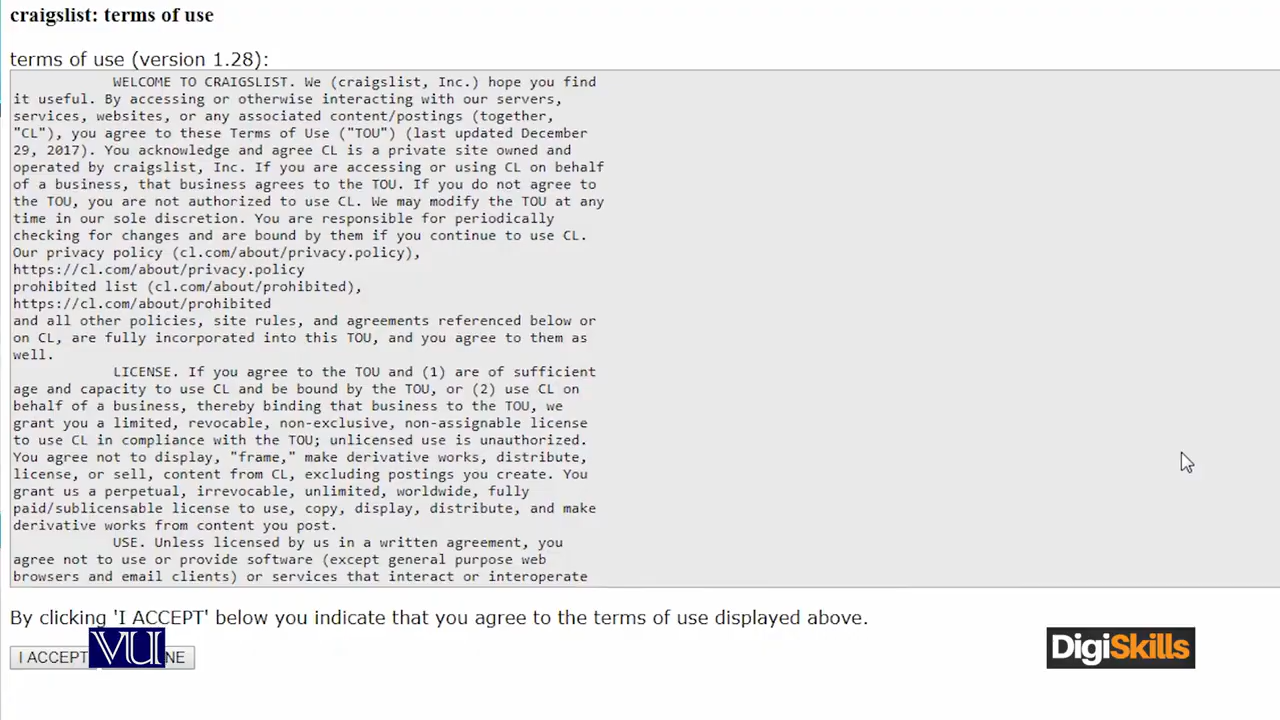 craigslist: terms of use
terms of use (version 1.28):
WELCOME TO CRAIGSLIST. We (craigslist, Inc.) hope you find
it useful. By accessing or otherwise interacting with our servers,
services, websites, or any associated content/postings (together,
"CL"), you agree to these Terms of Use ("TOU") (last updated December
29, 2017). You acknowledge and agree CL is a private site owned and
operated by craigslist, Inc. If you are accessing or using CL on behalf
of a business, that business agrees to the TOU. If you do not agree to
the TOU, you are not authorized to use CL. We may modify the TOU at any
time in our sole discretion. You are responsible for periodically
checking for changes and are bound by them if you continue to use CL.
Our privacy policy (cl.com/about/privacy.policy),
https://cl.com/about/privacy.policy
prohibited list (cl.com/about/prohibited),
https://cl.com/about/prohibited
and all other policies, site rules, and agreements referenced below or
on CL, are fully incorporated into this TOU, and you agree to them as
well.
LICENSE. If you agree to the TOU and (1) are of sufficient
age and capacity to use CL and be bound by the TOU, or (2) use CL on
behalf of a business, thereby binding that business to the TOU, we
grant you a limited, revocable, non-exclusive, non-assignable license
to use CL in compliance with the TOU; unlicensed use is unauthorized.
You agree not to display, "frame," make derivative works, distribute,
license, or sell, content from CL, excluding postings you create. You
grant us a perpetual, irrevocable, unlimited, worldwide, fully
paid/sublicensable license to use, copy, display, distribute, and make
derivative works from content you post.
USE. Unless licensed by us in a written agreement, you
agree not to use or provide software (except general purpose web
browsers and email clients) or services that interact or interoperate
By clicking 'I ACCEPT' below you indicate that you agree to the terms of use displayed above.
I ACCEPT VU NE DigiSkills